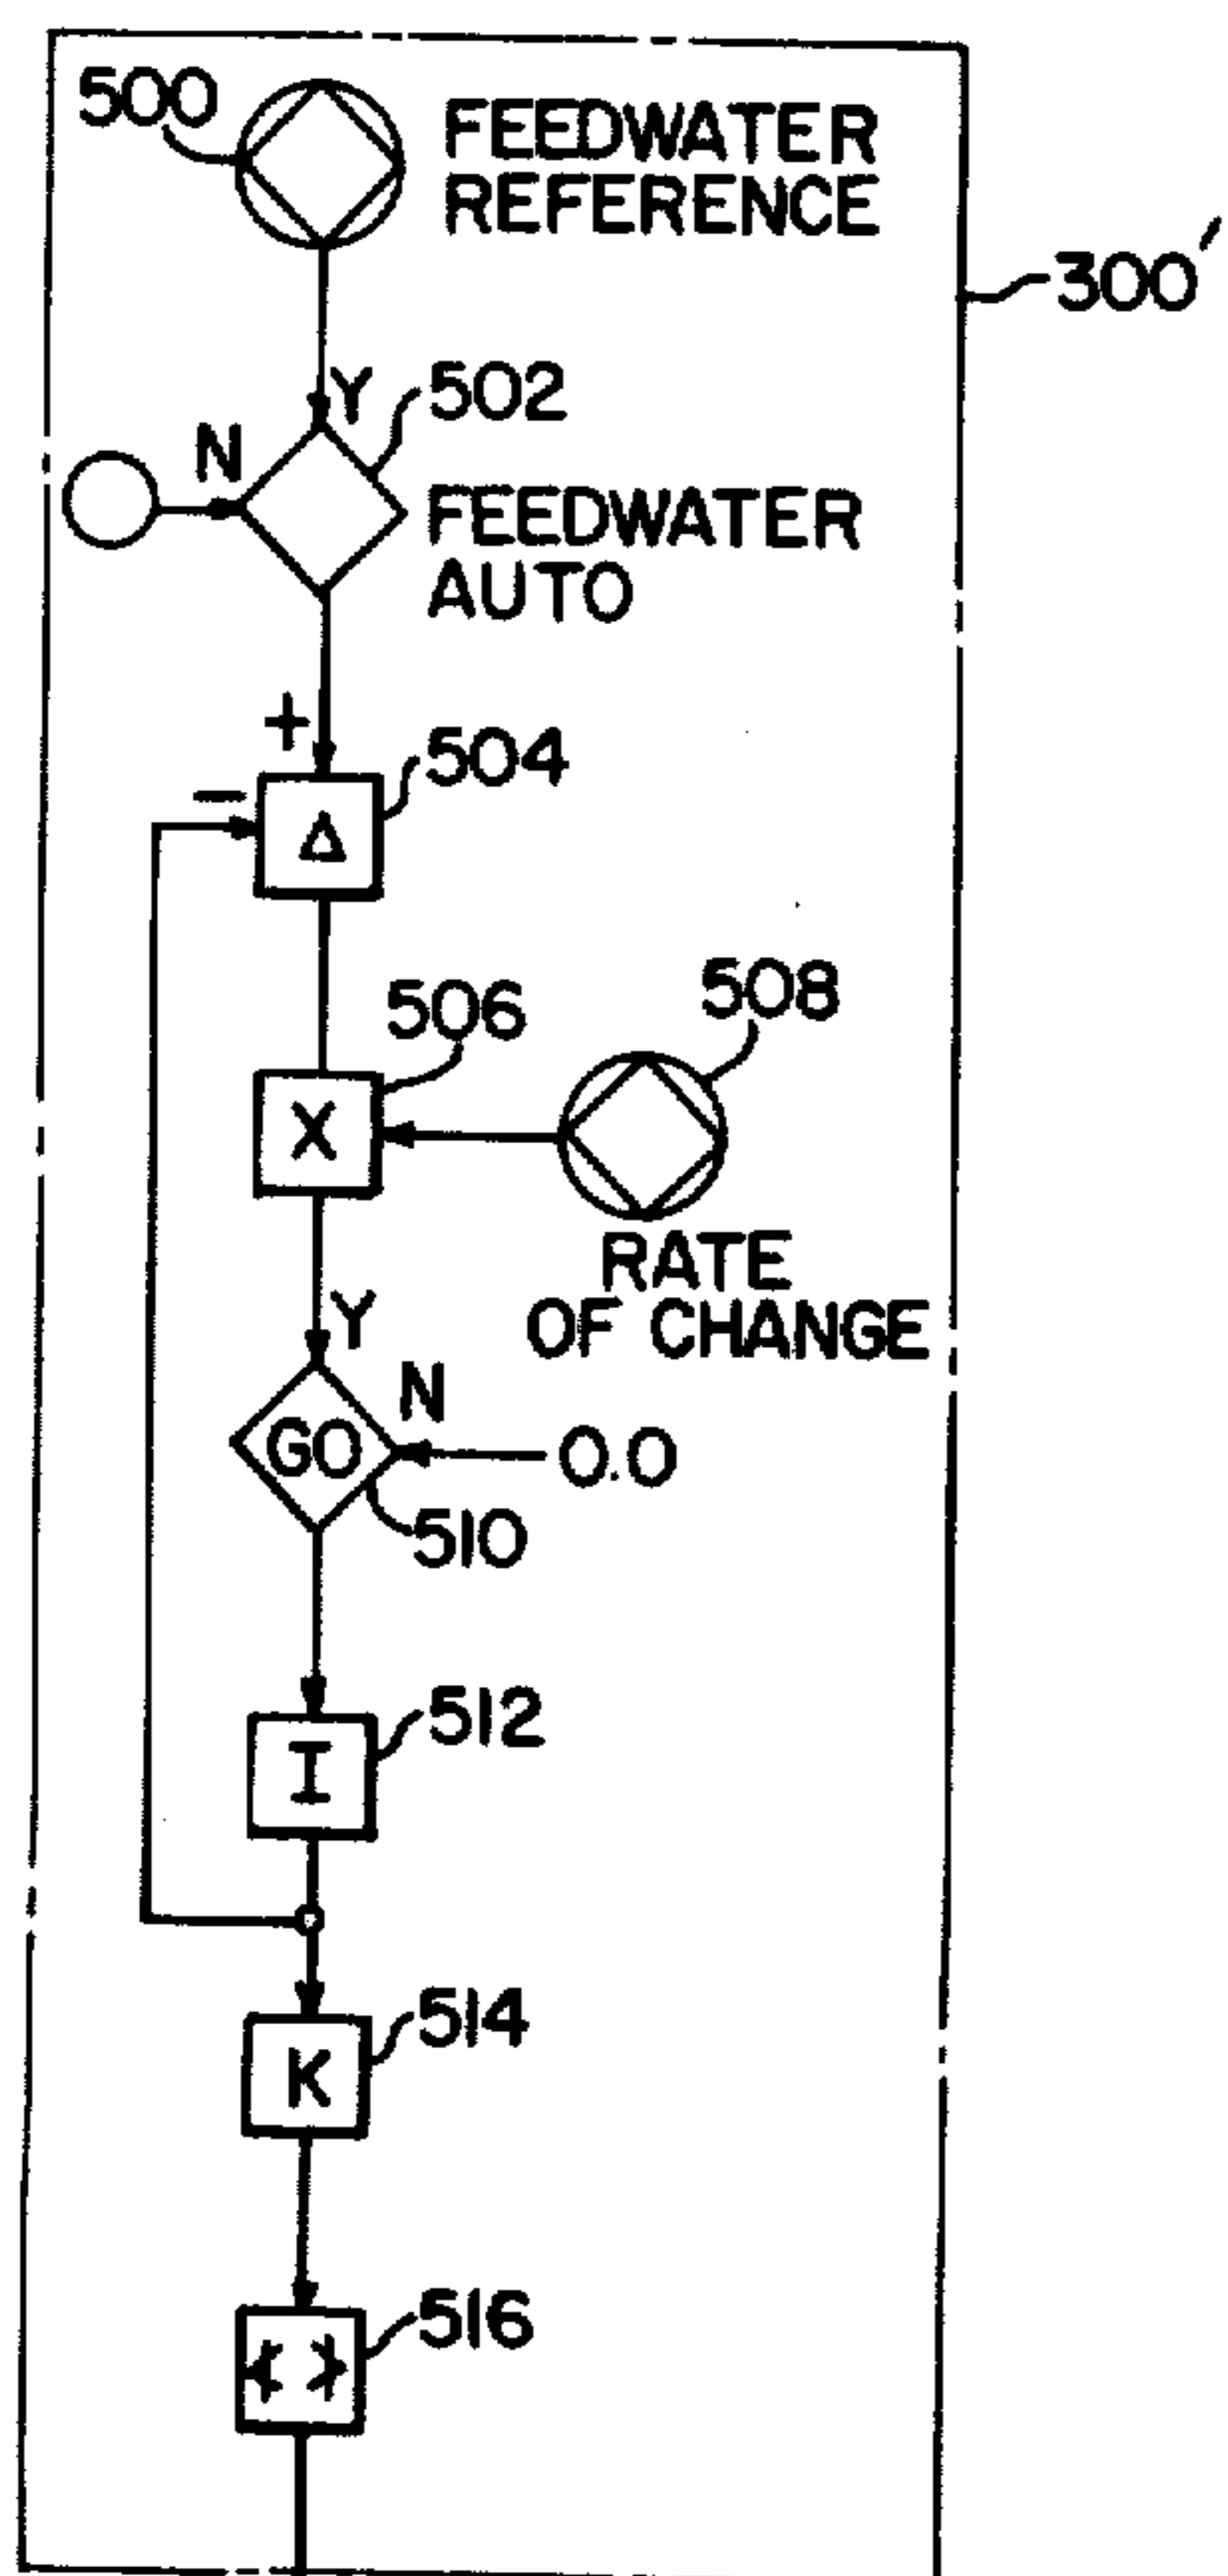 500
FEEDWATER
REFERENCE
300'
Y
502
N
FEEDWATER
AUTO
+
504
−
Δ
506
508
X
RATE
OF CHANGE
Y
N
GO
0.0
510
512
I
514
K
516
< >